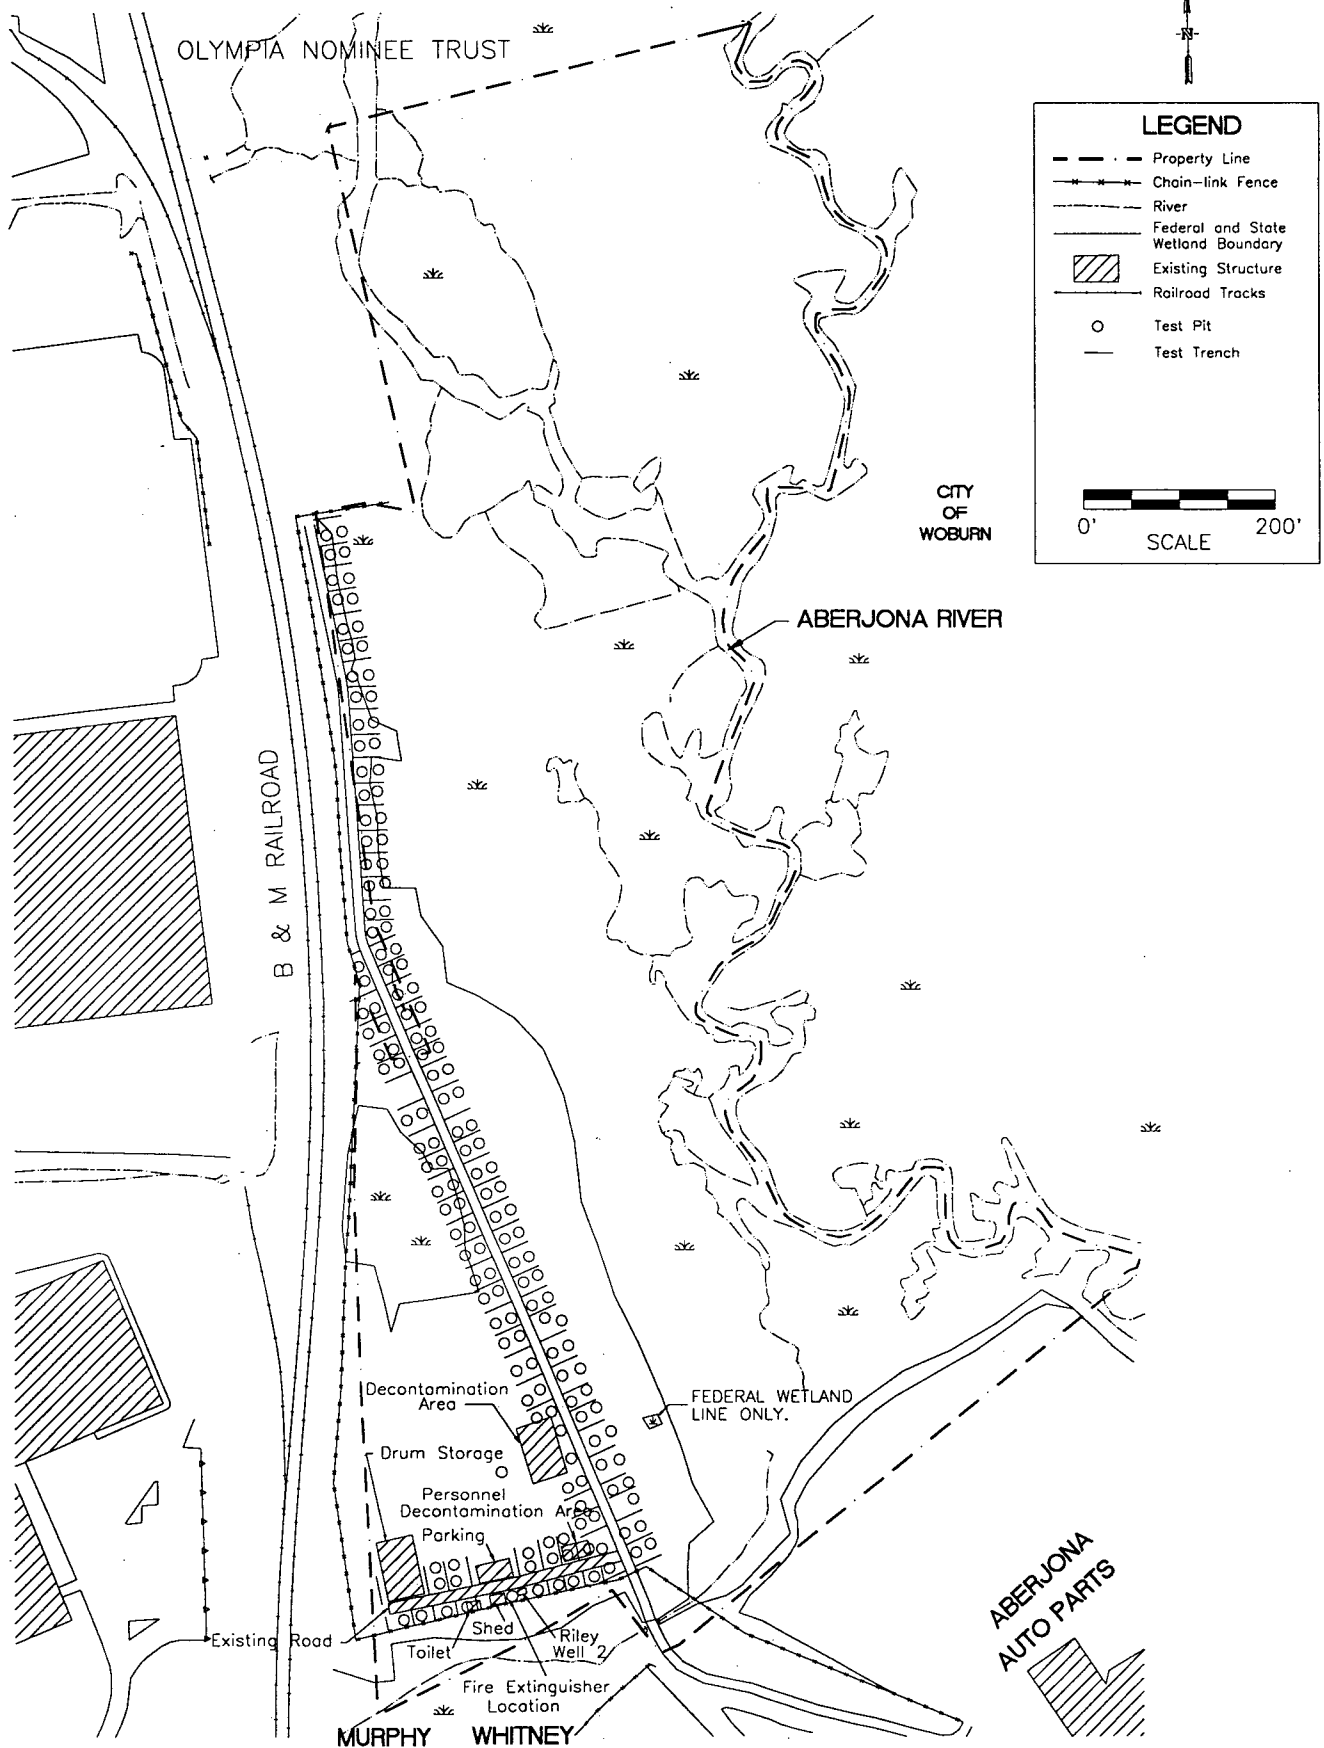 OLYMPIA NOMINEE TRUST
N
LEGEND
Property Line
Chain-link Fence
River
Federal and State
Wetland Boundary
Existing Structure
Railroad Tracks
Test Pit
Test Trench
0' 200'
SCALE
CITY
OF
WOBURN
ABERJONA RIVER
B & M RAILROAD
Decontamination
Area
FEDERAL WETLAND
LINE ONLY.
Drum Storage
Personnel
Decontamination Area
Parking
Existing Road
Toilet
Shed
Riley
Well 2
Fire Extinguisher
Location
MURPHY WHITNEY
ABERJONA
AUTO PARTS